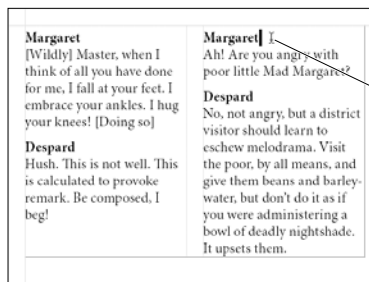 Margaret
[Wildly] Master, when I
think of all you have done
for me, I fall at your feet. I
embrace your ankles. I hug
your knees! [Doing so]
Despard
Hush. This is not well. This
is calculated to provoke
remark. Be composed, I
beg!
Margaret
Ah! Are you angry with
poor little Mad Margaret?
Despard
No, not angry, but a district
visitor should learn to
eschew melodrama. Visit
the poor, by all means, and
give them beans and barley-
water, but don't do it as if
you were administering a
bowl of deadly nightshade.
It upsets them.